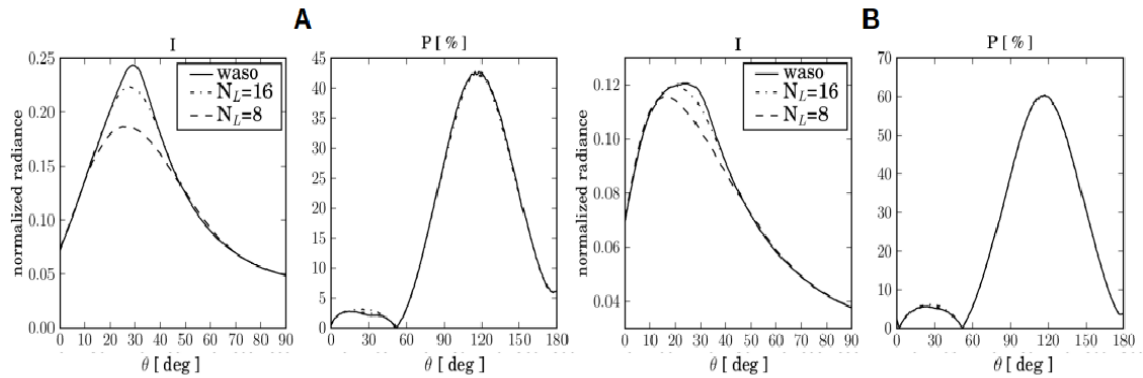 A
B
I
P [ % ]
I
P [ % ]
waso
N_L=16
N_L=8
waso
N_L=16
N_L=8
normalized radiance
0.25
0.20
0.15
0.10
0.05
0.00
0 10 20 30 40 50 60 70 80 90
θ [ deg ]
45
40
35
30
25
20
15
10
5
0
0 30 60 90 120 150 180
θ [ deg ]
normalized radiance
0.12
0.10
0.08
0.06
0.04
0 10 20 30 40 50 60 70 80 90
θ [ deg ]
70
60
50
40
30
20
10
0
0 30 60 90 120 150 180
θ [ deg ]